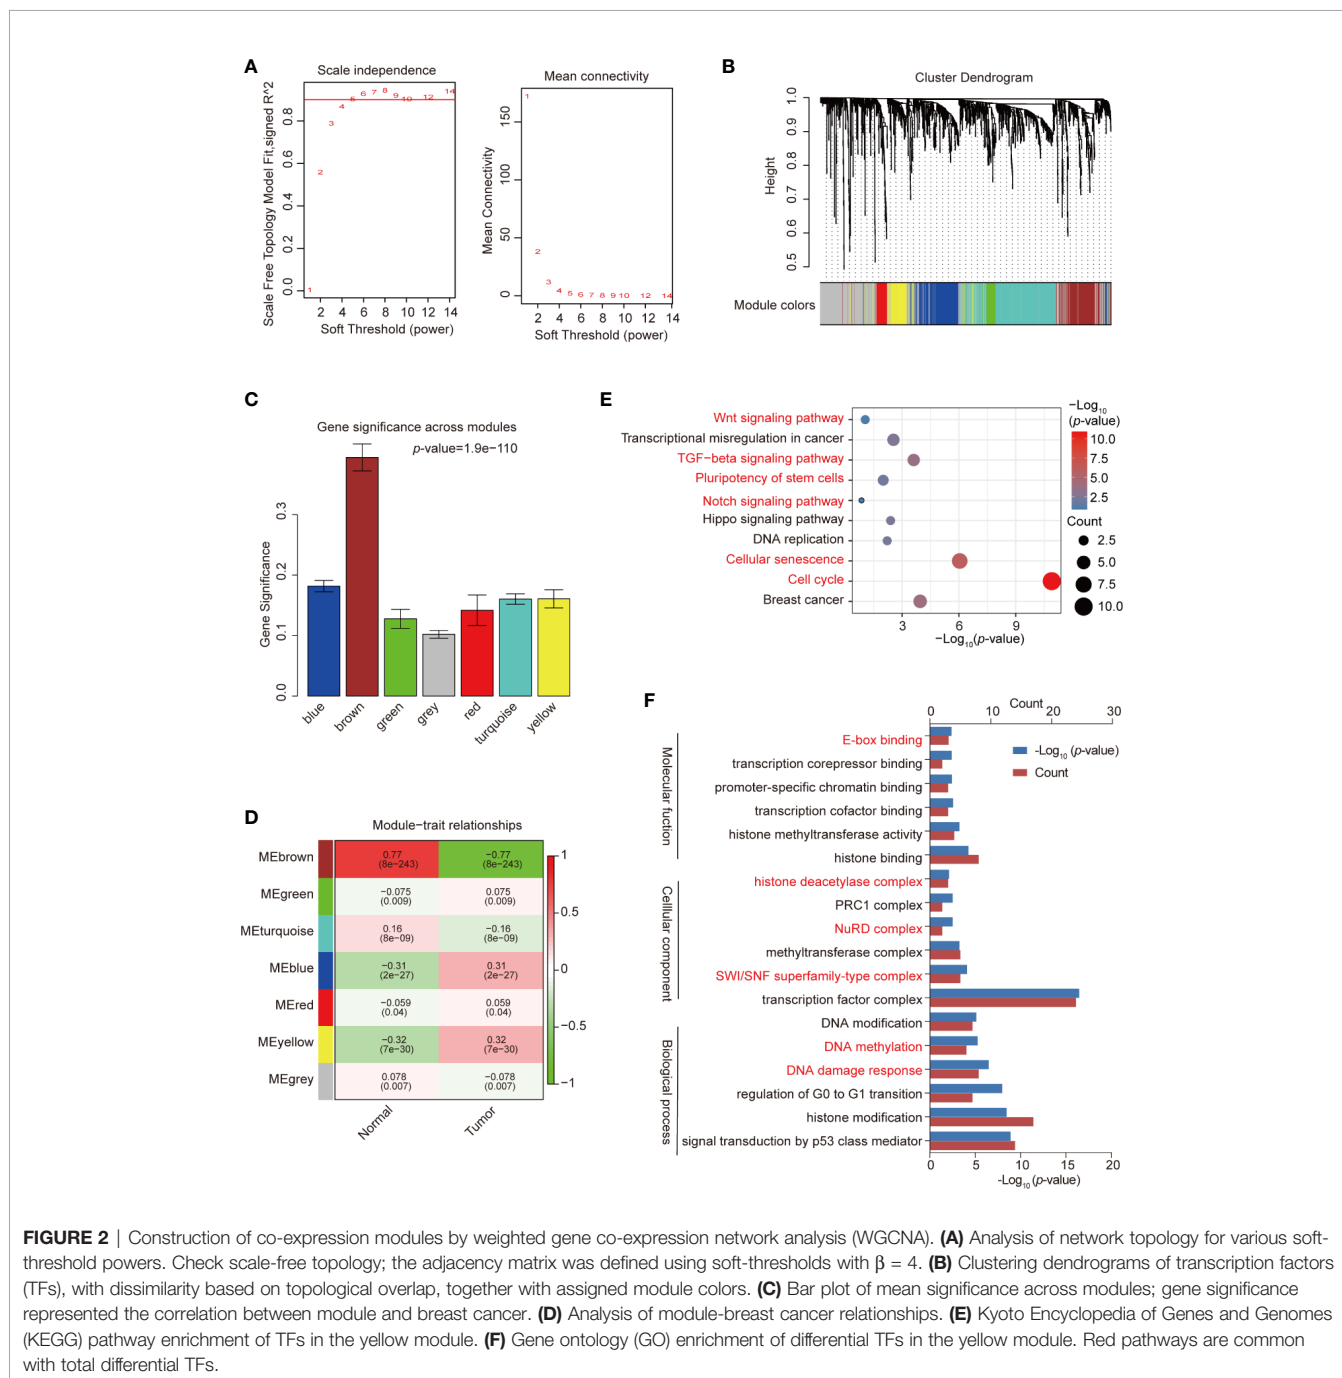 A
Scale independence
Scale Free Topology Model Fit,signed R^2
0.0 0.2 0.4 0.6 0.8
1 2 3 4 5 6 7 8 9 10 12 14
2 4 6 8 10 12 14
Soft Threshold (power)
Mean connectivity
Mean Connectivity
0 50 100 150
1 2 3 4 5 6 7 8 9 10 12 14
2 4 6 8 10 12 14
Soft Threshold (power)
B
Cluster Dendrogram
Height
0.5 0.6 0.7 0.8 0.9 1.0
Module colors
C
Gene significance across modules
p-value=1.9e−110
Gene Significance
0.0 0.1 0.2 0.3
blue brown green grey red turquoise yellow
D
Module−trait relationships
MEbrown 0.77 −0.77
(8e−243) (8e−243)
MEgreen −0.075 0.075
(0.009) (0.009)
MEturquoise 0.16 −0.16
(8e−09) (8e−09)
MEblue −0.31 0.31
(2e−27) (2e−27)
MEred −0.059 0.059
(0.04) (0.04)
MEyellow −0.32 0.32
(7e−30) (7e−30)
MEgrey 0.078 −0.078
(0.007) (0.007)
Normal Tumor
1
0.5
0
−0.5
−1
E
Wnt signaling pathway
Transcriptional misregulation in cancer
TGF−beta signaling pathway
Pluripotency of stem cells
Notch signaling pathway
Hippo signaling pathway
DNA replication
Cellular senescence
Cell cycle
Breast cancer
3 6 9
−Log10(p-value)
−Log10
(p-value)
10.0
7.5
5.0
2.5
Count
2.5
5.0
7.5
10.0
F
0 10 20 30
Count
-Log10 (p-value)
Count
Molecular fuction
E-box binding
transcription corepressor binding
promoter-specific chromatin binding
transcription cofactor binding
histone methyltransferase activity
histone binding
Celllular component
histone deacetylase complex
PRC1 complex
NuRD complex
methyltransferase complex
SWI/SNF superfamily-type complex
transcription factor complex
Biological process
DNA modification
DNA methylation
DNA damage response
regulation of G0 to G1 transition
histone modification
signal transduction by p53 class mediator
0 5 10 15 20
-Log10 (p-value)
FIGURE 2 | Construction of co-expression modules by weighted gene co-expression network analysis (WGCNA). (A) Analysis of network topology for various soft-
threshold powers. Check scale-free topology; the adjacency matrix was defined using soft-thresholds with β = 4. (B) Clustering dendrograms of transcription factors
(TFs), with dissimilarity based on topological overlap, together with assigned module colors. (C) Bar plot of mean significance across modules; gene significance
represented the correlation between module and breast cancer. (D) Analysis of module-breast cancer relationships. (E) Kyoto Encyclopedia of Genes and Genomes
(KEGG) pathway enrichment of TFs in the yellow module. (F) Gene ontology (GO) enrichment of differential TFs in the yellow module. Red pathways are common
with total differential TFs.